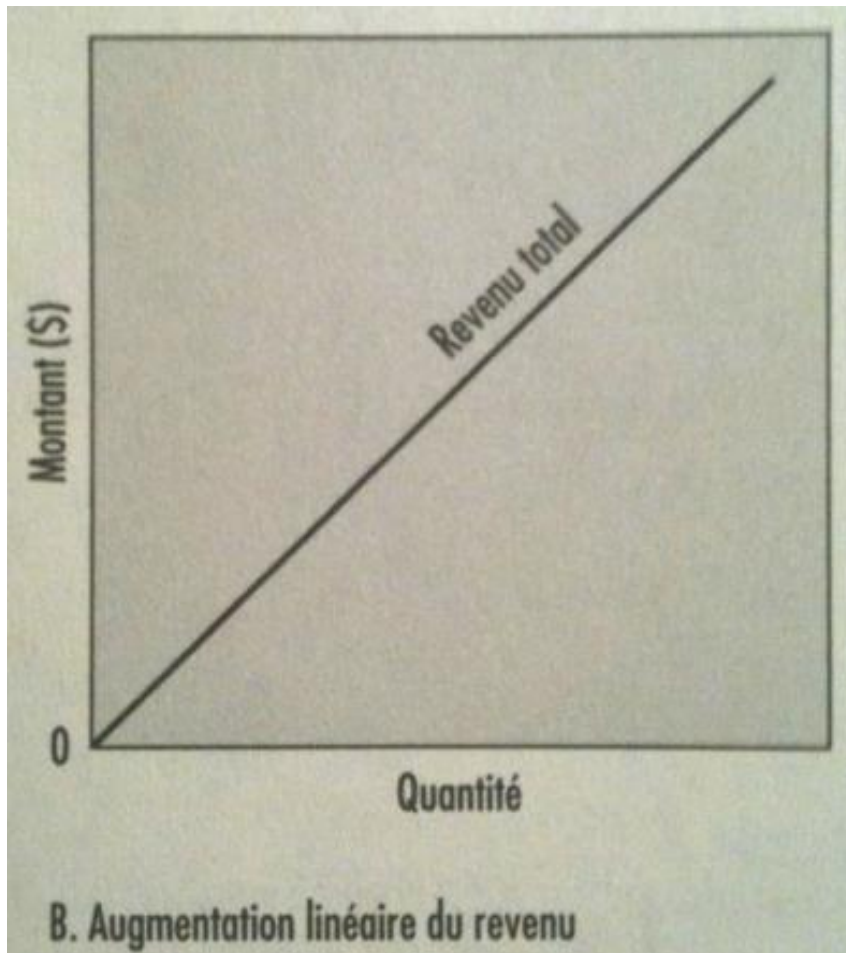 Montant ($)
Revenu total
0
Quantité
B. Augmentation linéaire du revenu